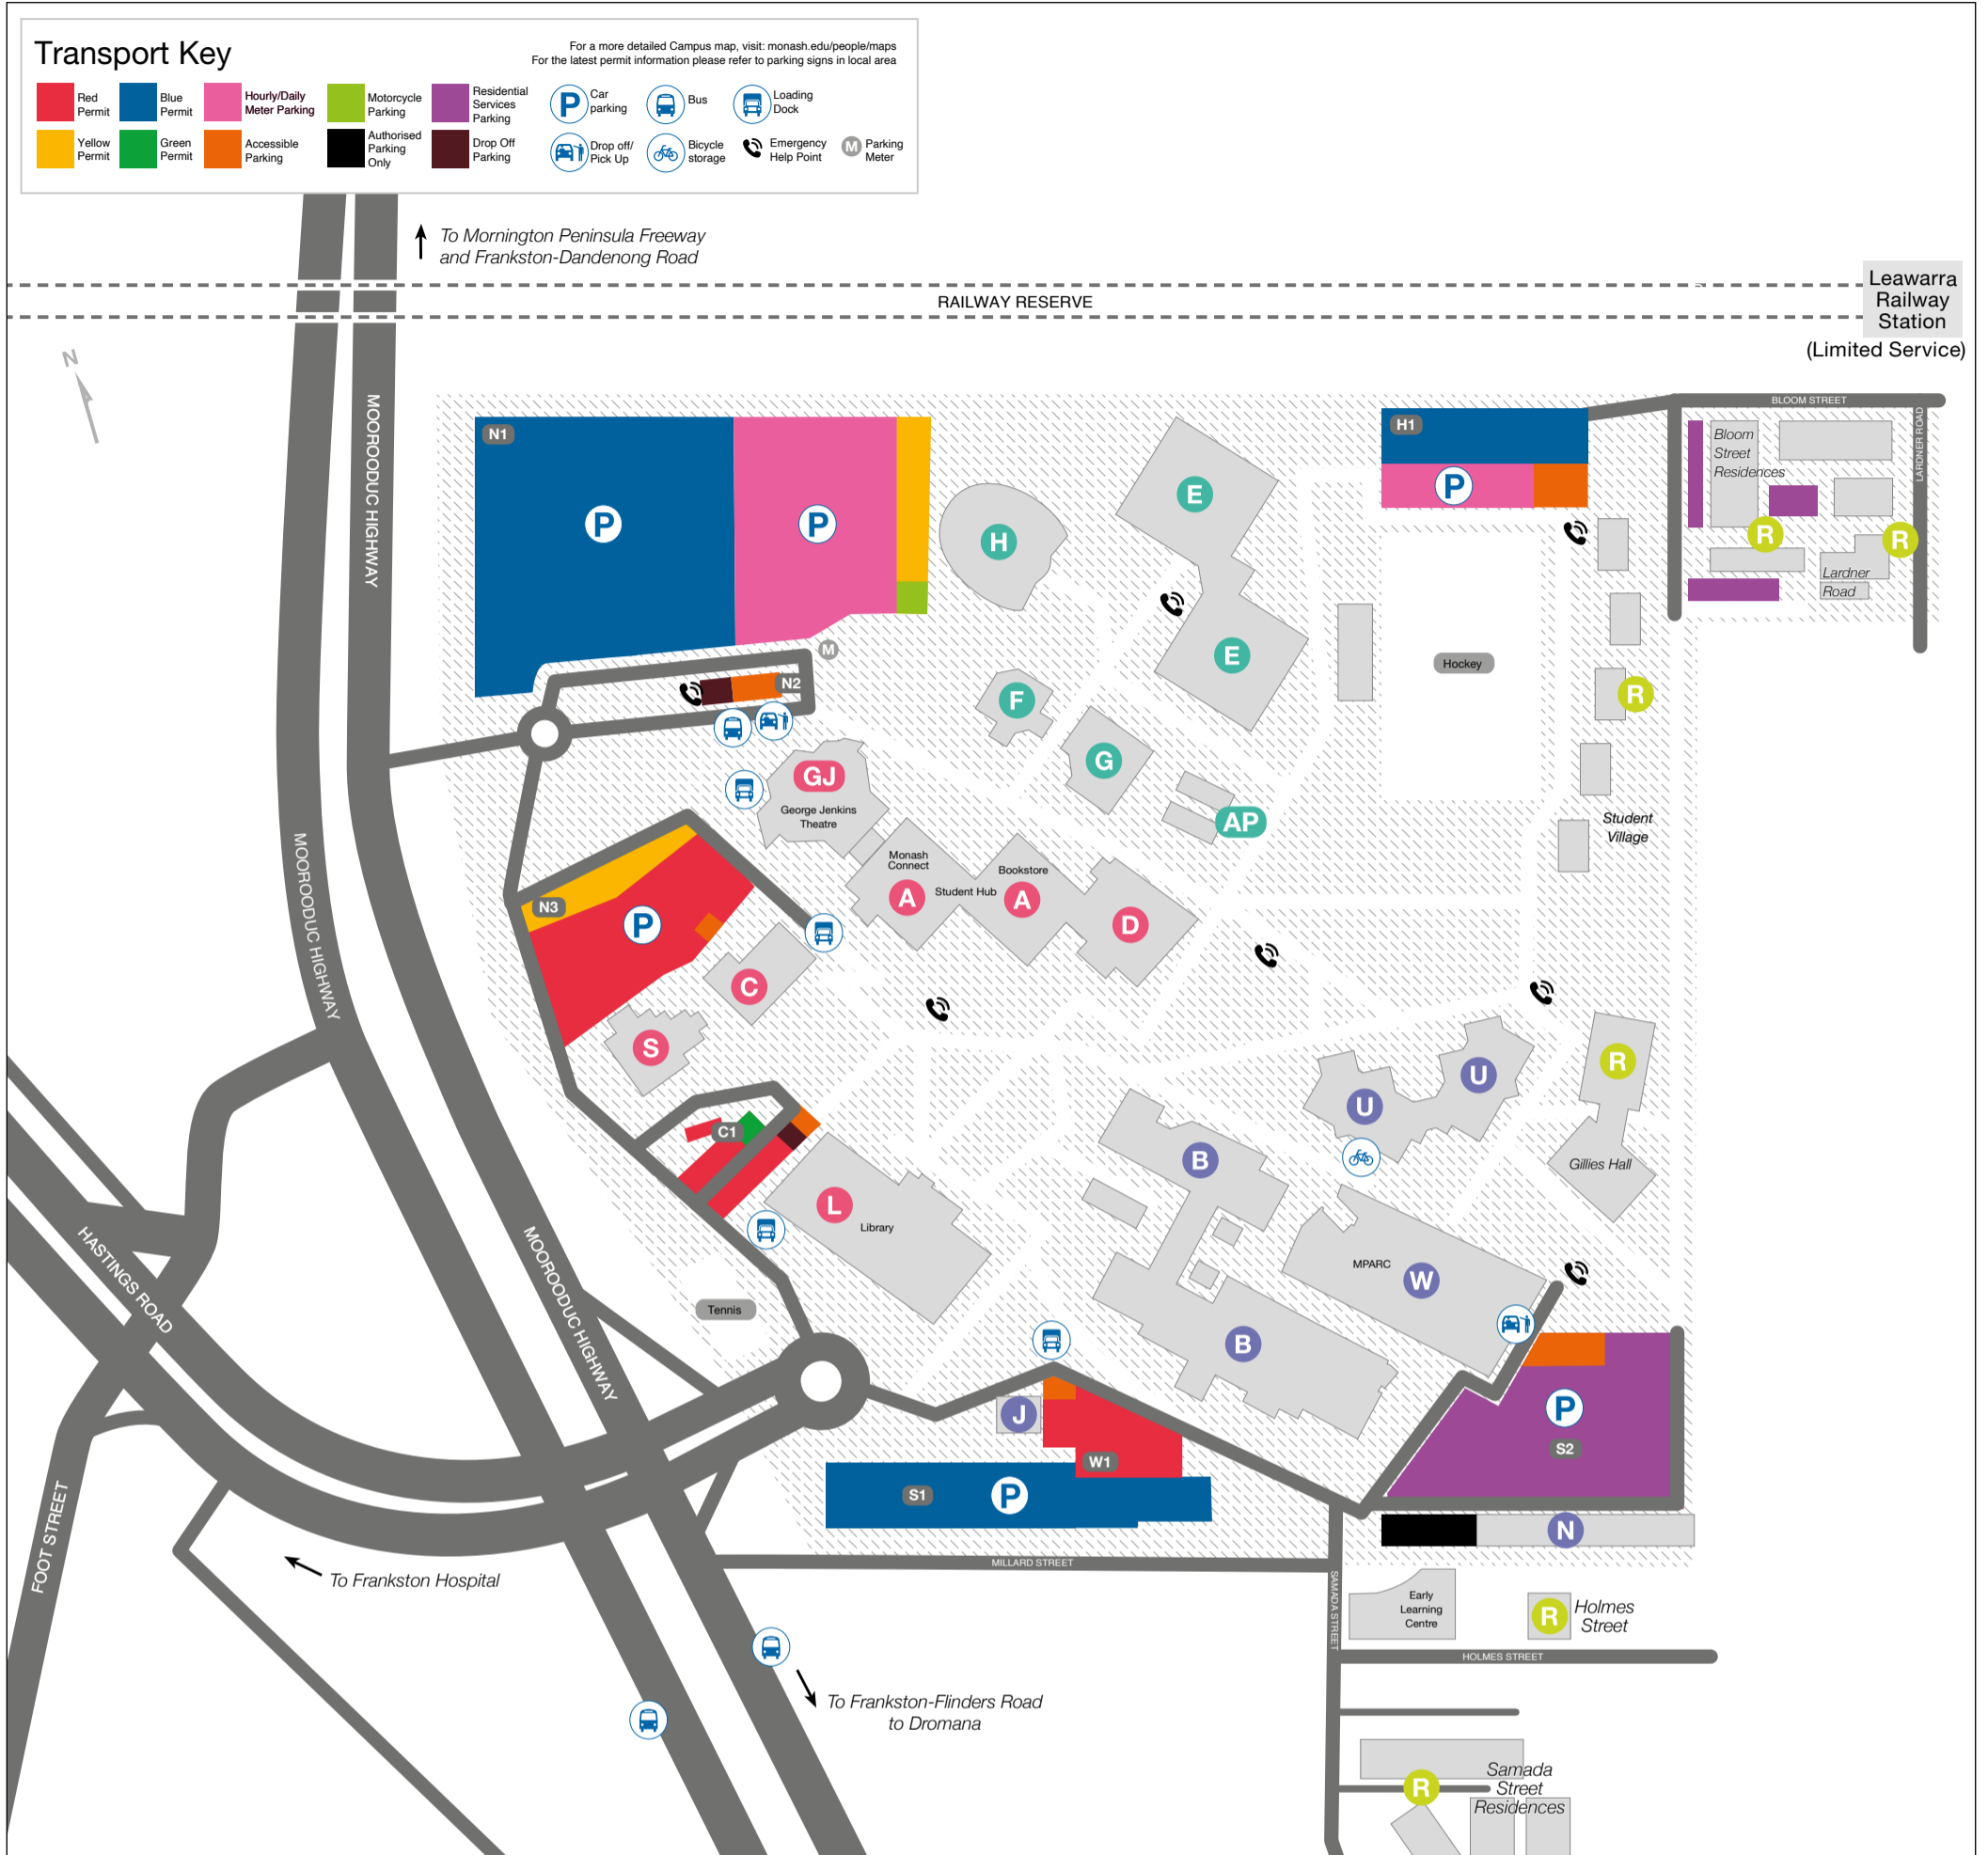 Transport Key
For a more detailed Campus map, visit: monash.edu/people/maps
For the latest permit information please refer to parking signs in local area
Red
Permit
Blue
Permit
Hourly/Daily
Meter Parking
Motorcycle
Parking
Residential
Services
Parking
P
Car
parking
Bus
Loading
Dock
Yellow
Permit
Green
Permit
Accessible
Parking
Authorised
Parking
Only
Drop Off
Parking
Drop off/
Pick Up
Bicycle
storage
Emergency
Help Point
M
Parking
Meter
To Mornington Peninsula Freeway
and Frankston-Dandenong Road
RAILWAY RESERVE
Leawarra
Railway
Station
(Limited Service)
N
MOOROODUC HIGHWAY
BLOOM STREET
LARDNER ROAD
N1
P
P
H1
P
Bloom
Street
Residences
R
R
Lardner
Road
H
E
E
M
N2
F
G
AP
Hockey
R
Student
Village
GJ
George Jenkins
Theatre
Monash
Connect
A
Student Hub
Bookstore
A
D
MOOROODUC HIGHWAY
N3
P
C
S
U
U
R
Gillies Hall
C1
B
L
Library
MPARC
W
HASTINGS ROAD
MOOROODUC HIGHWAY
Tennis
B
J
P
S2
W1
S1
P
N
FOOT STREET
To Frankston Hospital
MILLARD STREET
SAMADA STREET
Early
Learning
Centre
R
Holmes
Street
HOLMES STREET
To Frankston-Flinders Road
to Dromana
R
Samada
Street
Residences